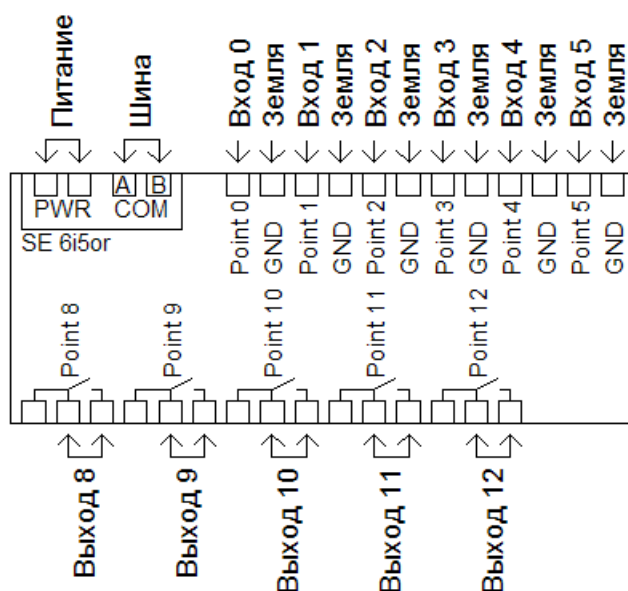 Питание
Шина
Вход 0
Земля
Вход 1
Земля
Вход 2
Земля
Вход 3
Земля
Вход 4
Земля
Вход 5
Земля
A B
PWR COM
SE 6i5or
Point 0
GND
Point 1
GND
Point 2
GND
Point 3
GND
Point 4
GND
Point 5
GND
Point 8
Point 9
Point 10
Point 11
Point 12
Выход 8
Выход 9
Выход 10
Выход 11
Выход 12